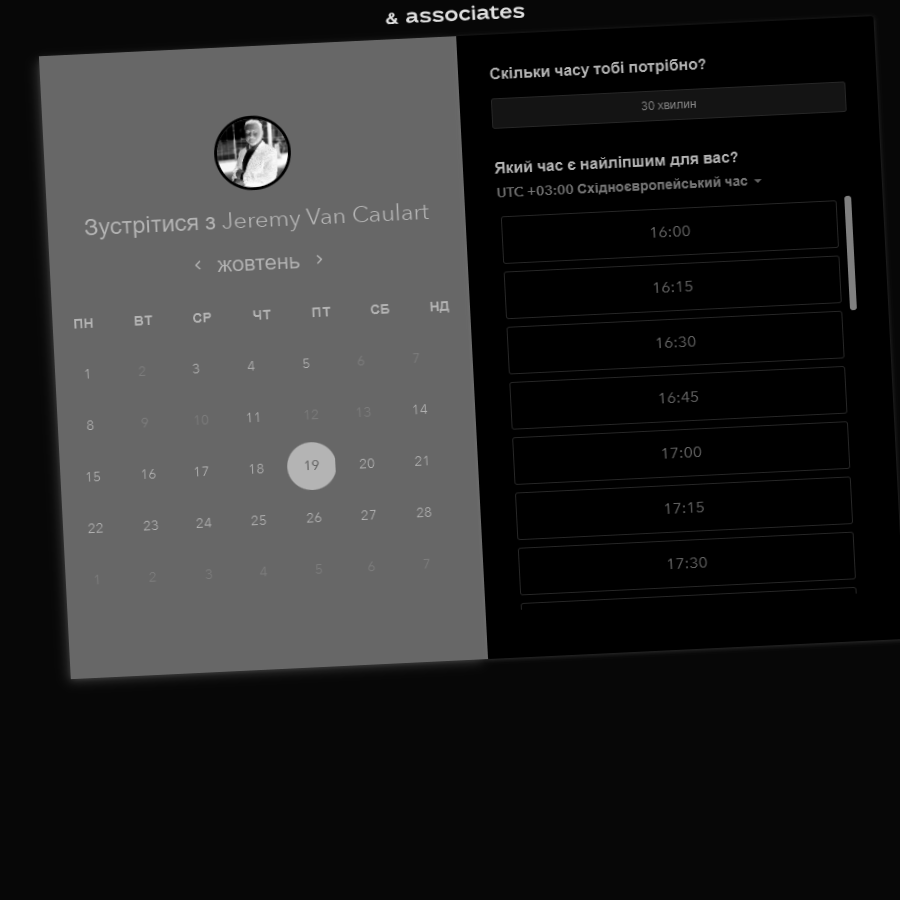 & associates
Зустрітися з Jeremy Van Caulart
жовтень
ПН ВТ СР ЧТ ПТ СБ НД
1 2 3 4 5 6 7
8 9 10 11 12 13 14
15 16 17 18 19 20 21
22 23 24 25 26 27 28
1 2 3 4 5 6 7
Скільки часу тобі потрібно?
30 хвилин
Який час є найліпшим для вас?
UTC +03:00 Східноєвропейський час
16:00
16:15
16:30
16:45
17:00
17:15
17:30